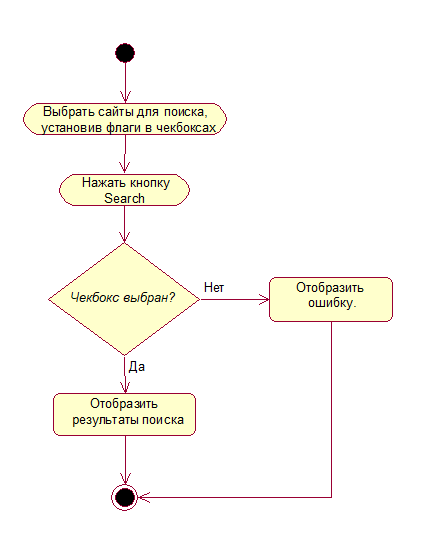 Выбрать сайты для поиска,
установив флаги в чекбоксах
Нажать кнопку
Search
Чекбокс выбран?
Нет
Отобразить
ошибку.
Да
Отобразить
результаты поиска